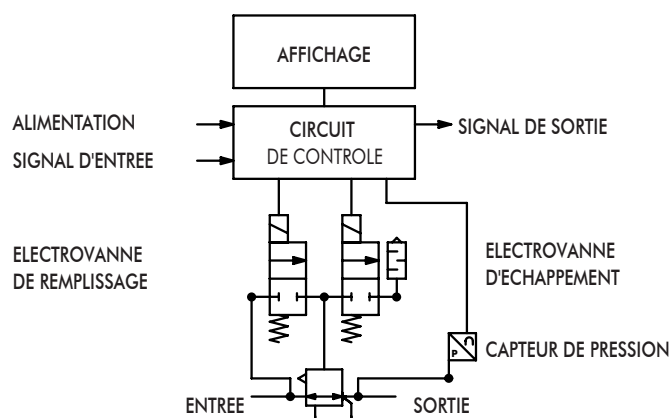 AFFICHAGE
ALIMENTATION
SIGNAL D'ENTREE
CIRCUIT
DE CONTROLE
SIGNAL DE SORTIE
ELECTROVANNE
DE REMPLISSAGE
ELECTROVANNE
D'ECHAPPEMENT
P
CAPTEUR DE PRESSION
ENTREE
SORTIE